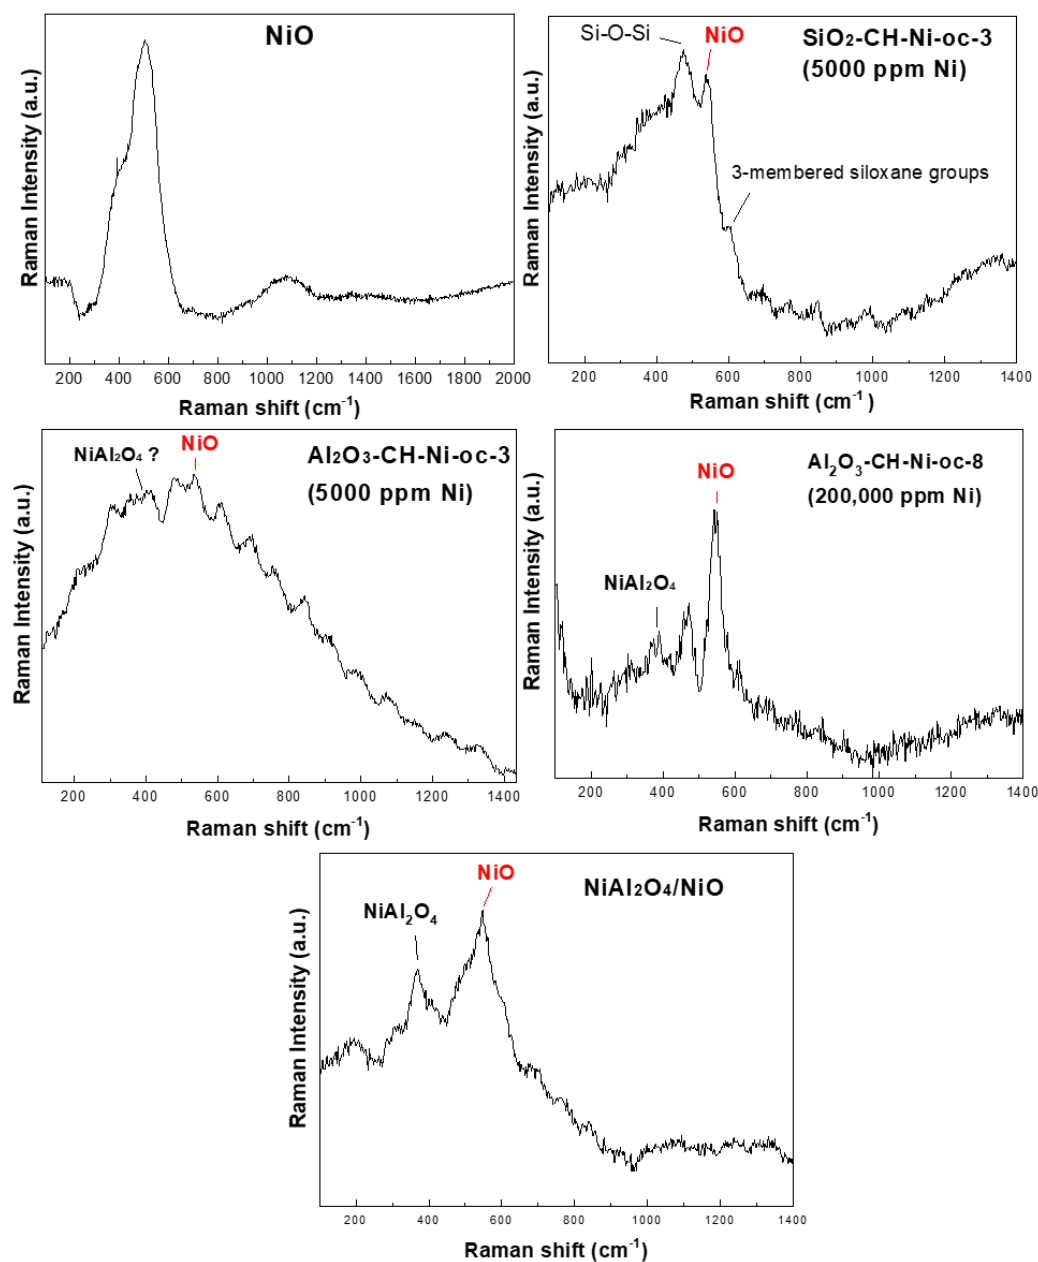 NiO
Raman Intensity (a.u.)
200 400 600 800 1000 1200 1400 1600 1800 2000
Raman shift (cm⁻¹)
Si-O-Si
NiO
SiO₂-CH-Ni-oc-3
(5000 ppm Ni)
3-membered siloxane groups
Raman Intensity (a.u.)
200 400 600 800 1000 1200 1400
Raman shift (cm⁻¹)
NiAl₂O₄ ?
NiO
Al₂O₃-CH-Ni-oc-3
(5000 ppm Ni)
Raman Intensity (a.u.)
200 400 600 800 1000 1200 1400
Raman shift (cm⁻¹)
NiO
Al₂O₃-CH-Ni-oc-8
(200,000 ppm Ni)
NiAl₂O₄
Raman Intensity (a.u.)
200 400 600 800 1000 1200 1400
Raman shift (cm⁻¹)
NiO
NiAl₂O₄/NiO
NiAl₂O₄
Raman Intensity (a.u.)
200 400 600 800 1000 1200 1400
Raman shift (cm⁻¹)